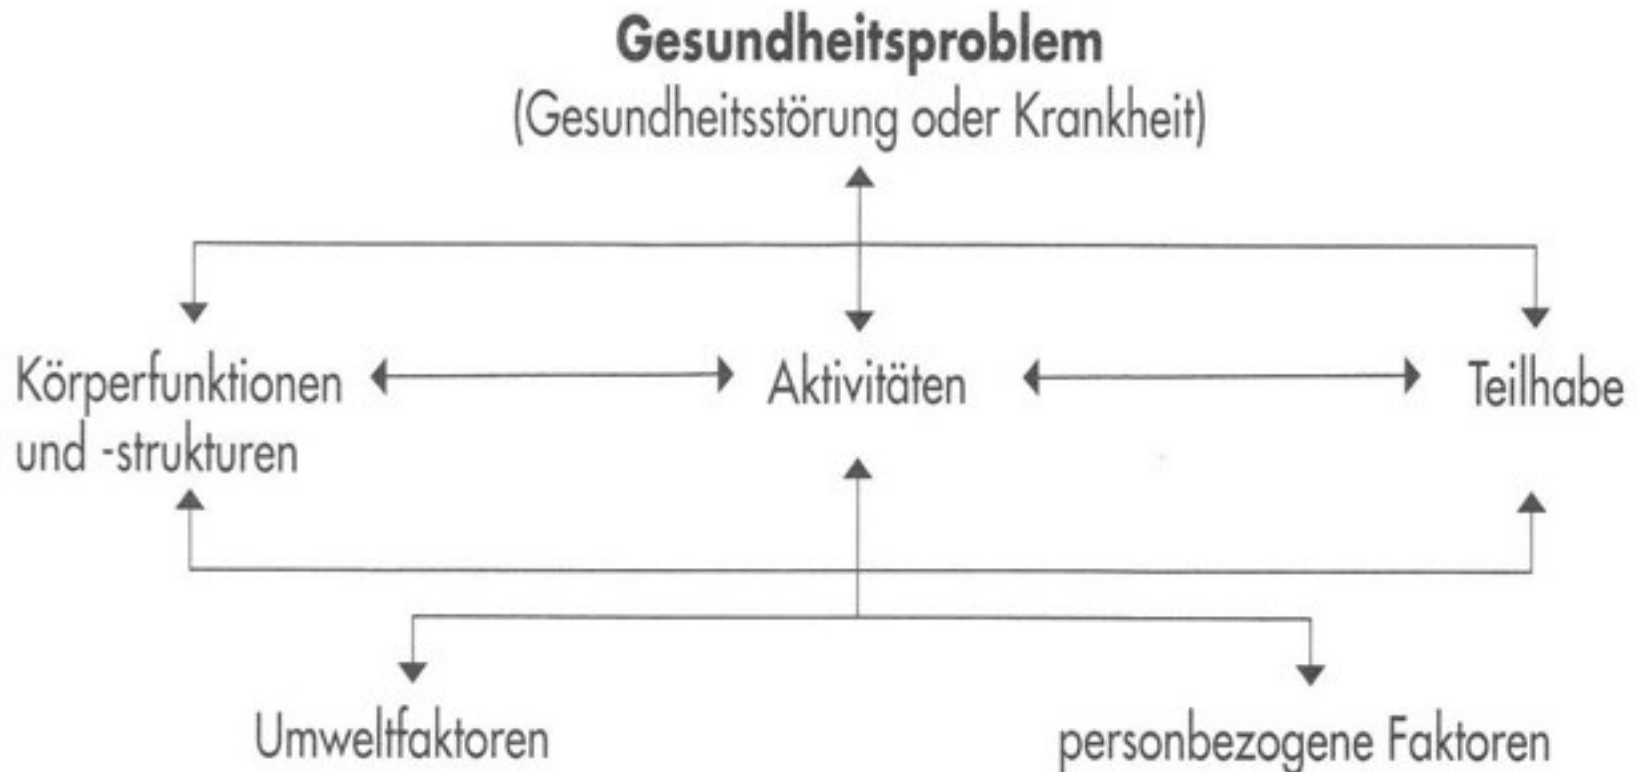 Gesundheitsproblem
(Gesundheitsstörung oder Krankheit)
Körperfunktionen
und -strukturen
Aktivitäten
Teilhabe
Umweltfaktoren
personbezogene Faktoren